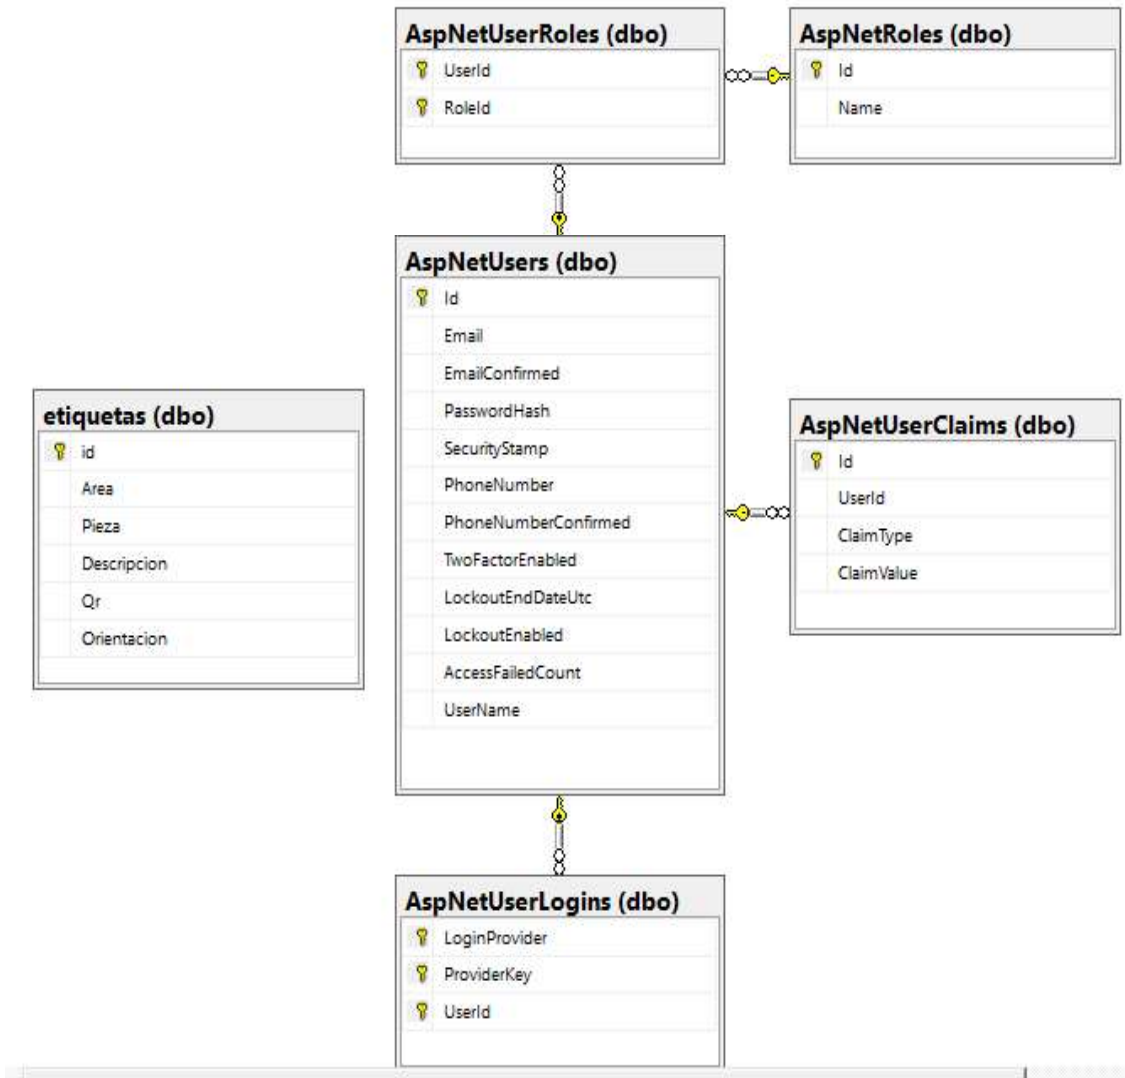 AspNetUserRoles (dbo)
UserId
RoleId
AspNetRoles (dbo)
Id
Name
AspNetUsers (dbo)
Id
Email
EmailConfirmed
PasswordHash
SecurityStamp
PhoneNumber
PhoneNumberConfirmed
TwoFactorEnabled
LockoutEndDateUtc
LockoutEnabled
AccessFailedCount
UserName
etiquetas (dbo)
id
Area
Pieza
Descripcion
Qr
Orientacion
AspNetUserClaims (dbo)
Id
UserId
ClaimType
ClaimValue
AspNetUserLogins (dbo)
LoginProvider
ProviderKey
UserId